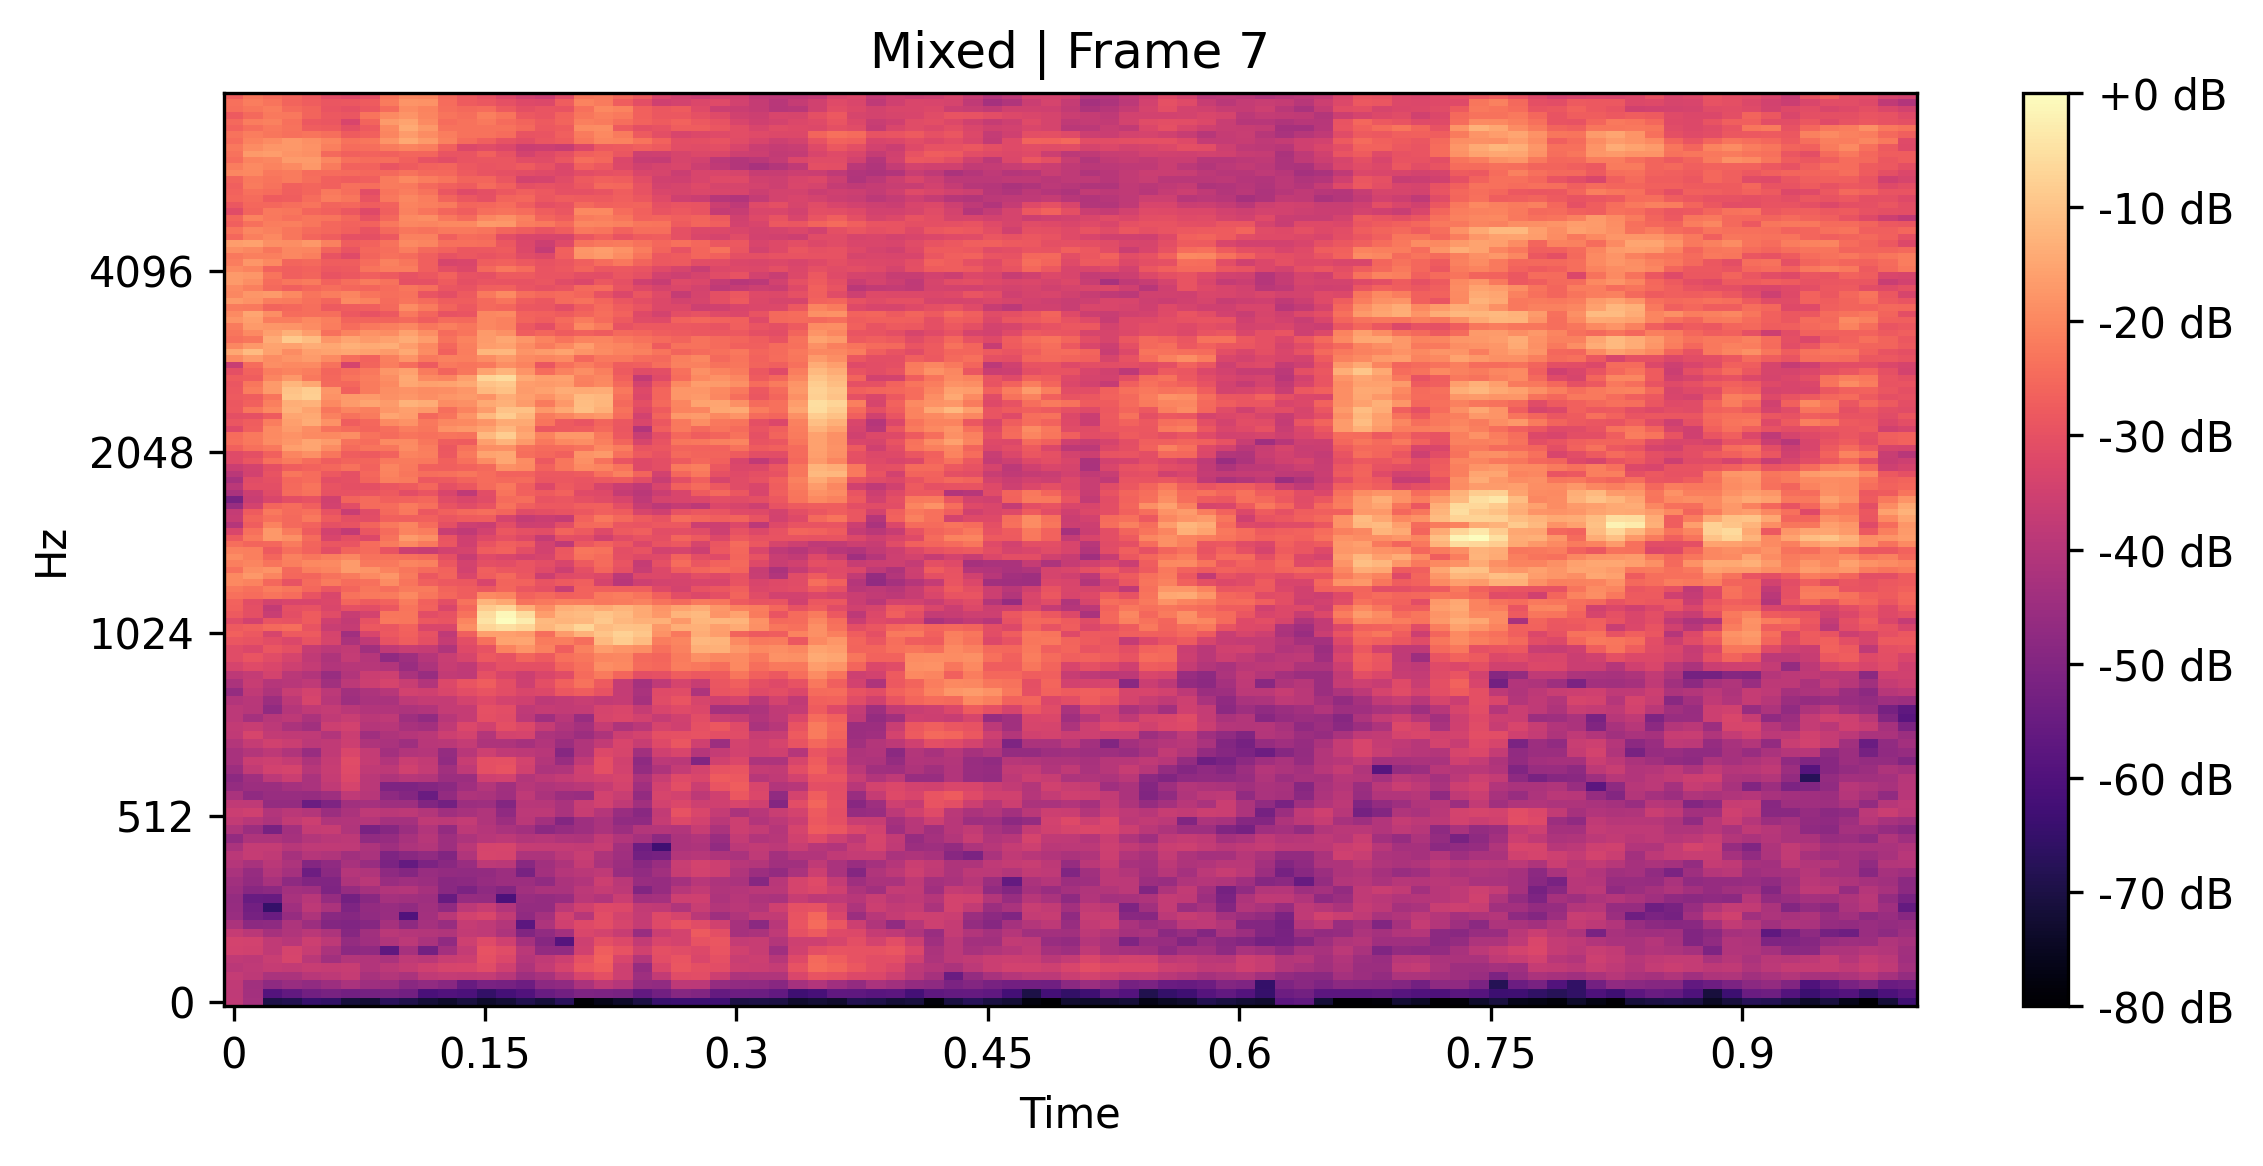 Mixed | Frame 7
Hz
4096
2048
1024
512
0
0 0.15 0.3 0.45 0.6 0.75 0.9
Time
+0 dB
-10 dB
-20 dB
-30 dB
-40 dB
-50 dB
-60 dB
-70 dB
-80 dB